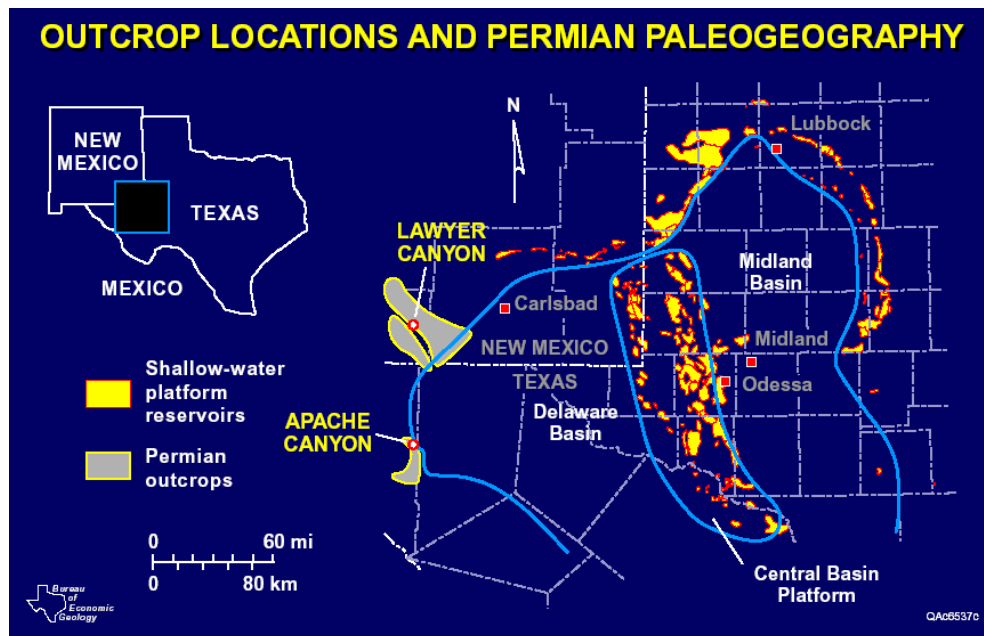 OUTCROP LOCATIONS AND PERMIAN PALEOGEOGRAPHY
NEW
MEXICO
TEXAS
MEXICO
N
Lubbock
LAWYER
CANYON
Midland
Basin
Carlsbad
NEW MEXICO
TEXAS
Midland
Odessa
Delaware
Basin
APACHE
CANYON
Central Basin
Platform
Shallow-water
platform
reservoirs
Permian
outcrops
0 60 mi
0 80 km
Bureau
of
Economic
Geology
QAc6537c